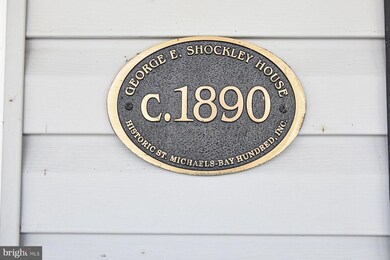 GEORGE E. SHOCKLEY HOUSE
c.1890
HISTORIC ST. MICHAELS-BAY HUNDRED, INC.
bright MLS